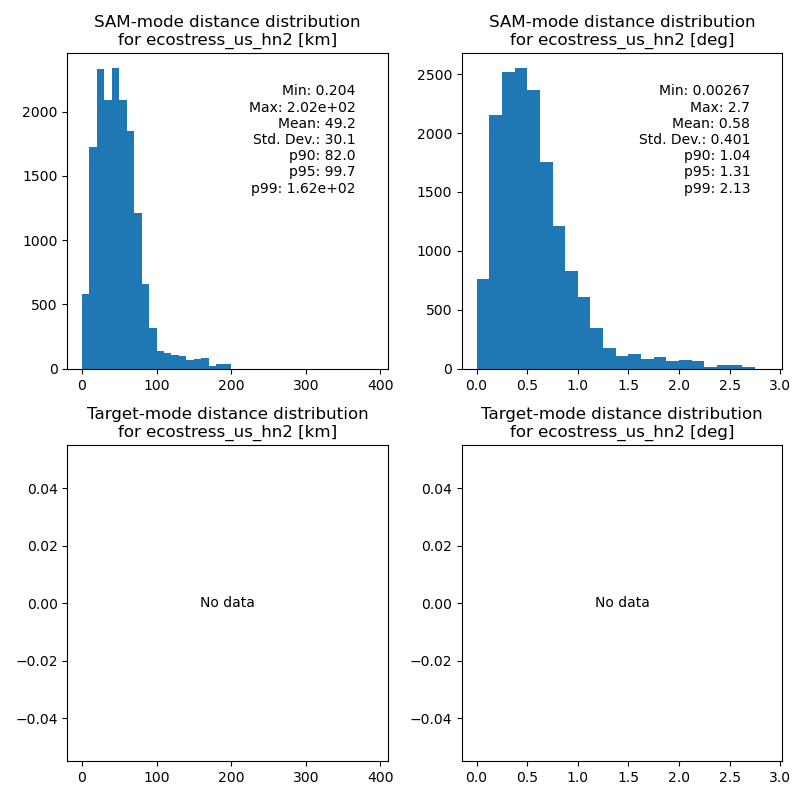 SAM-mode distance distribution
for ecostress_us_hn2 [km]
Min: 0.204
Max: 2.02e+02
Mean: 49.2
Std. Dev.: 30.1
p90: 82.0
p95: 99.7
p99: 1.62e+02
2000
1500
1000
500
0
0 100 200 300 400
SAM-mode distance distribution
for ecostress_us_hn2 [deg]
Min: 0.00267
Max: 2.7
Mean: 0.58
Std. Dev.: 0.401
p90: 1.04
p95: 1.31
p99: 2.13
2500
2000
1500
1000
500
0
0.0 0.5 1.0 1.5 2.0 2.5 3.0
Target-mode distance distribution
for ecostress_us_hn2 [km]
0.04
0.02
0.00
−0.02
−0.04
No data
0 100 200 300 400
Target-mode distance distribution
for ecostress_us_hn2 [deg]
0.04
0.02
0.00
−0.02
−0.04
No data
0.0 0.5 1.0 1.5 2.0 2.5 3.0